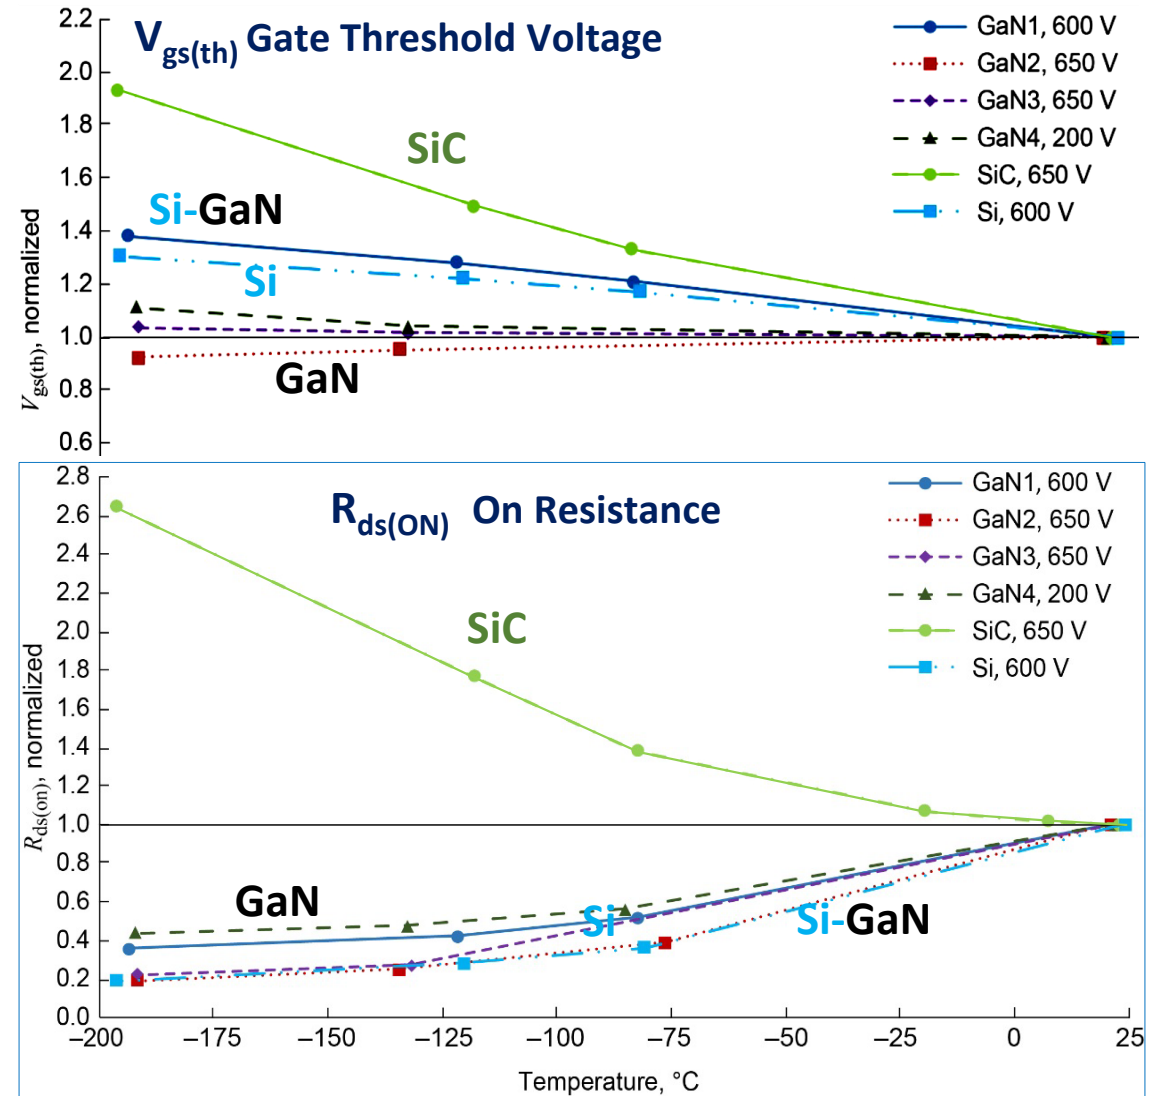 V_gs(th) Gate Threshold Voltage
GaN1, 600 V
GaN2, 650 V
GaN3, 650 V
GaN4, 200 V
SiC, 650 V
Si, 600 V
2.2
2.0
1.8
1.6
1.4
1.2
1.0
0.8
0.6
V_gs(th), normalized
SiC
Si-GaN
Si
GaN
R_ds(ON) On Resistance
GaN1, 600 V
GaN2, 650 V
GaN3, 650 V
GaN4, 200 V
SiC, 650 V
Si, 600 V
2.8
2.6
2.4
2.2
2.0
1.8
1.6
1.4
1.2
1.0
0.8
0.6
0.4
0.2
0.0
R_ds(on), normalized
SiC
GaN
Si
Si-GaN
–200 –175 –150 –125 –100 –75 –50 –25 0 25
Temperature, °C